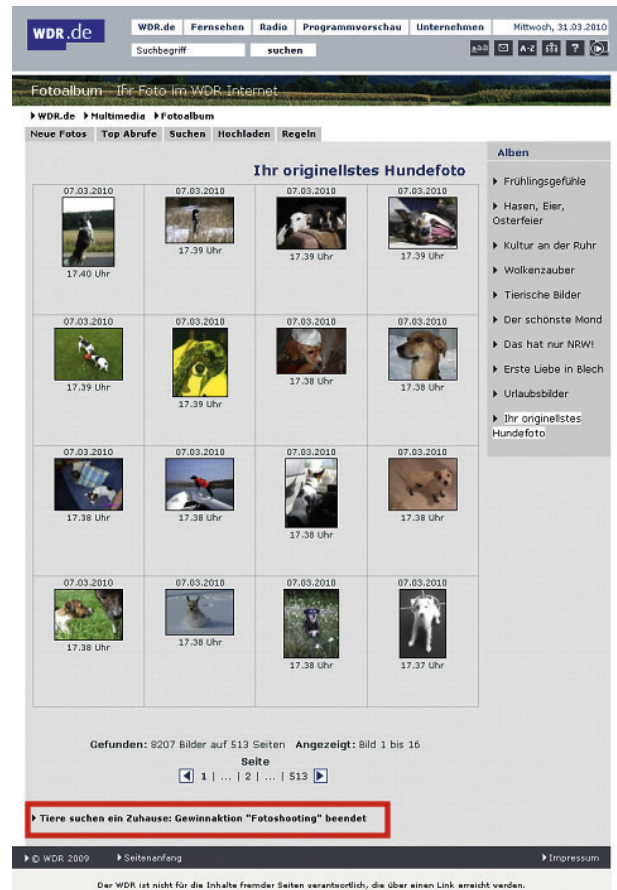 WDR.de
WDR.de Fernsehen Radio Programmvorschau Unternehmen Mittwoch, 31.03.2010
Suchbegriff suchen A-Z ?
Fotoalbum Ihr Foto im WDR Internet
WDR.de Multimedia Fotoalbum
Neue Fotos Top Abrufe Suchen Hochladen Regeln
Ihr originellstes Hundefoto
07.03.2010 07.03.2010 07.03.2010 07.03.2010
17.40 Uhr 17.39 Uhr 17.39 Uhr 17.39 Uhr
07.03.2010 07.03.2010 07.03.2010 07.03.2010
17.39 Uhr 17.39 Uhr 17.38 Uhr 17.38 Uhr
07.03.2010 07.03.2010 07.03.2010 07.03.2010
17.38 Uhr 17.38 Uhr 17.38 Uhr 17.38 Uhr
07.03.2010 07.03.2010 07.03.2010 07.03.2010
17.38 Uhr 17.38 Uhr 17.38 Uhr 17.37 Uhr
Alben
Frühlingsgefühle
Hasen, Eier,
Osterfeier
Kultur an der Ruhr
Wolkenzauber
Tierische Bilder
Der schönste Mond
Das hat nur NRW!
Erste Liebe in Blech
Urlaubsbilder
Ihr originellstes
Hundefoto
Gefunden: 8207 Bilder auf 513 Seiten Angezeigt: Bild 1 bis 16
Seite
1 | ... | 2 | ... | 513
Tiere suchen ein Zuhause: Gewinnaktion "Fotoshooting" beendet
© WDR 2009 Seitenanfang Impressum
Der WDR ist nicht für die Inhalte fremder Seiten verantwortlich, die über einen Link erreicht werden.